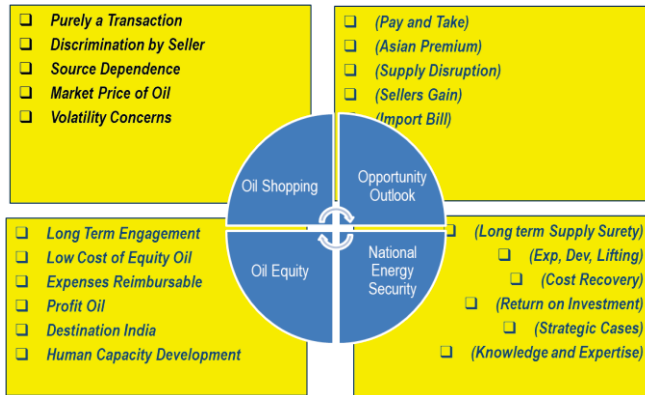 Purely a Transaction
Discrimination by Seller
Source Dependence
Market Price of Oil
Volatility Concerns
(Pay and Take)
(Asian Premium)
(Supply Disruption)
(Sellers Gain)
(Import Bill)
Oil Shopping
Opportunity
Outlook
Oil Equity
National
Energy
Security
Long Term Engagement
Low Cost of Equity Oil
Expenses Reimbursable
Profit Oil
Destination India
Human Capacity Development
(Long term Supply Surety)
(Exp, Dev, Lifting)
(Cost Recovery)
(Return on Investment)
(Strategic Cases)
(Knowledge and Expertise)